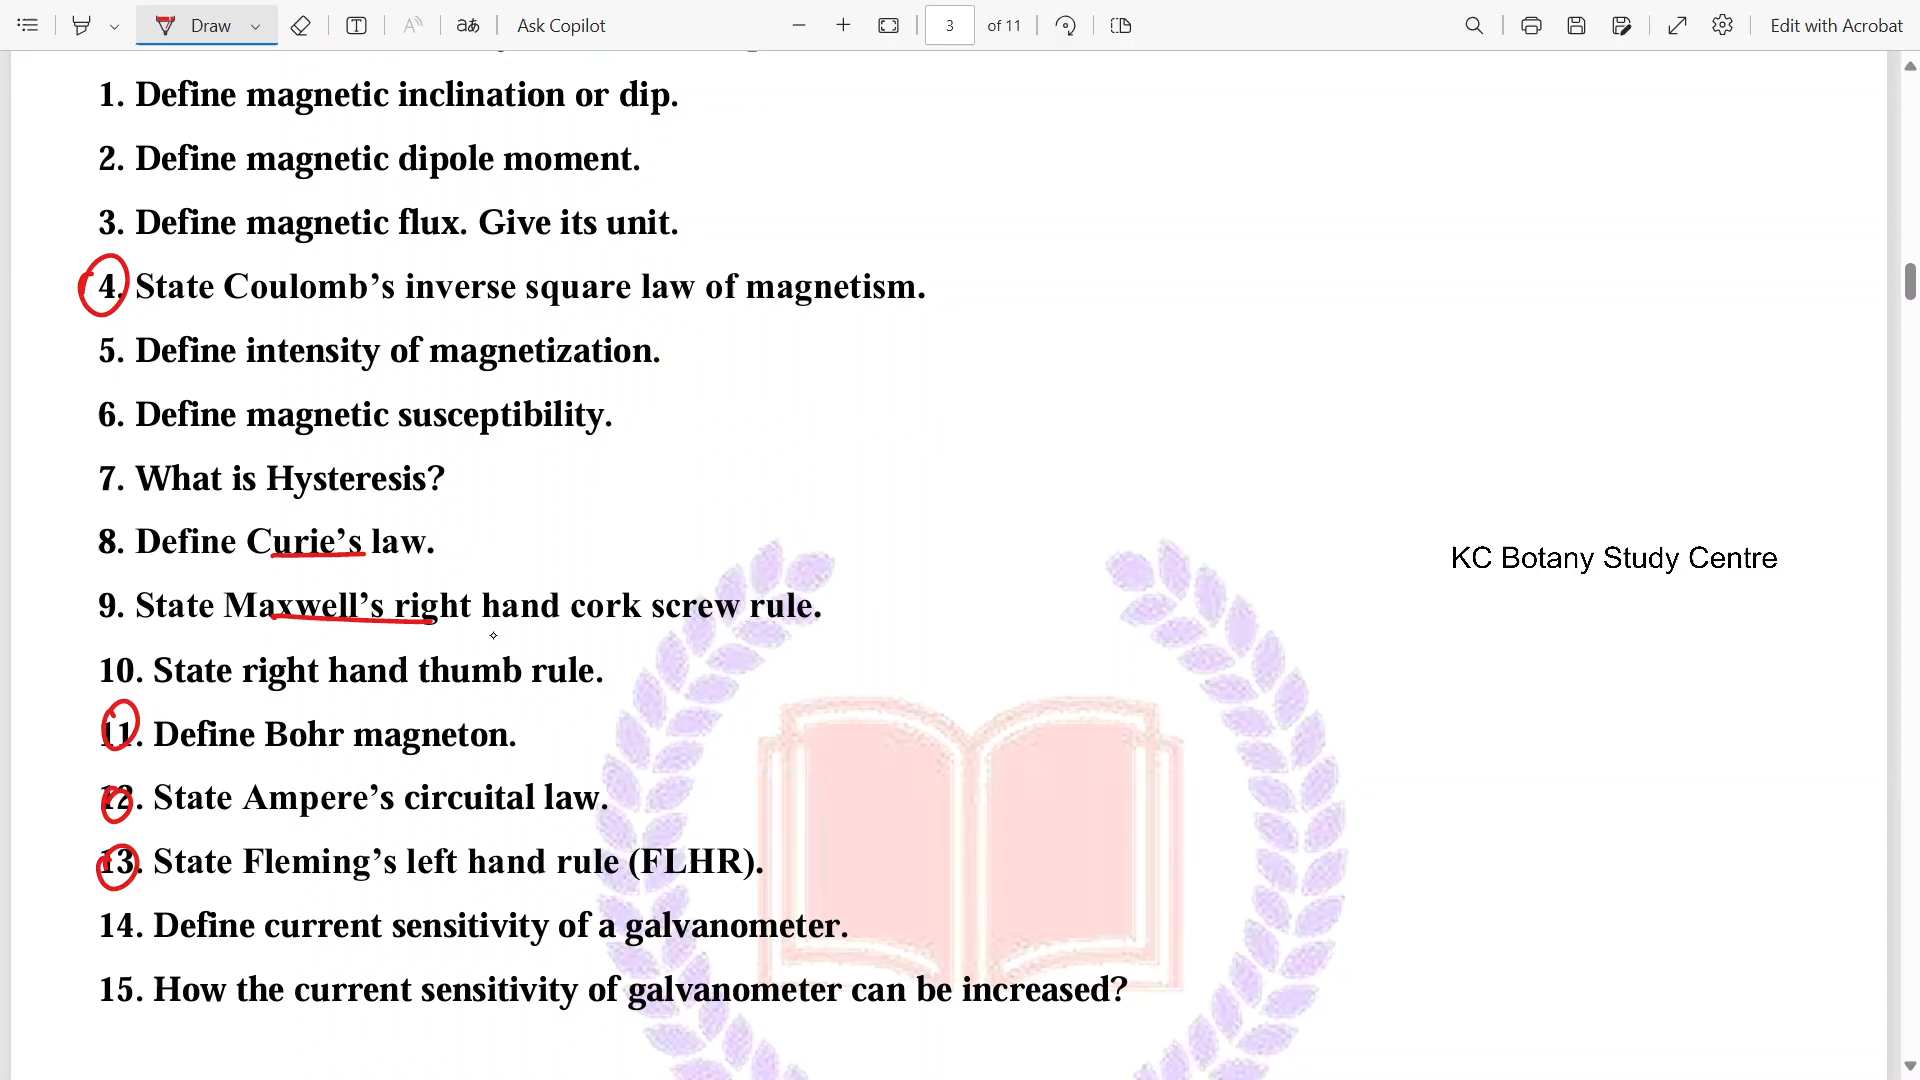 Draw
Ask Copilot
3 of 11
Edit with Acrobat
1. Define magnetic inclination or dip.
2. Define magnetic dipole moment.
3. Define magnetic flux. Give its unit.
4. State Coulomb’s inverse square law of magnetism.
5. Define intensity of magnetization.
6. Define magnetic susceptibility.
7. What is Hysteresis?
8. Define Curie’s law.
KC Botany Study Centre
9. State Maxwell’s right hand cork screw rule.
10. State right hand thumb rule.
11. Define Bohr magneton.
12. State Ampere’s circuital law.
13. State Fleming’s left hand rule (FLHR).
14. Define current sensitivity of a galvanometer.
15. How the current sensitivity of galvanometer can be increased?